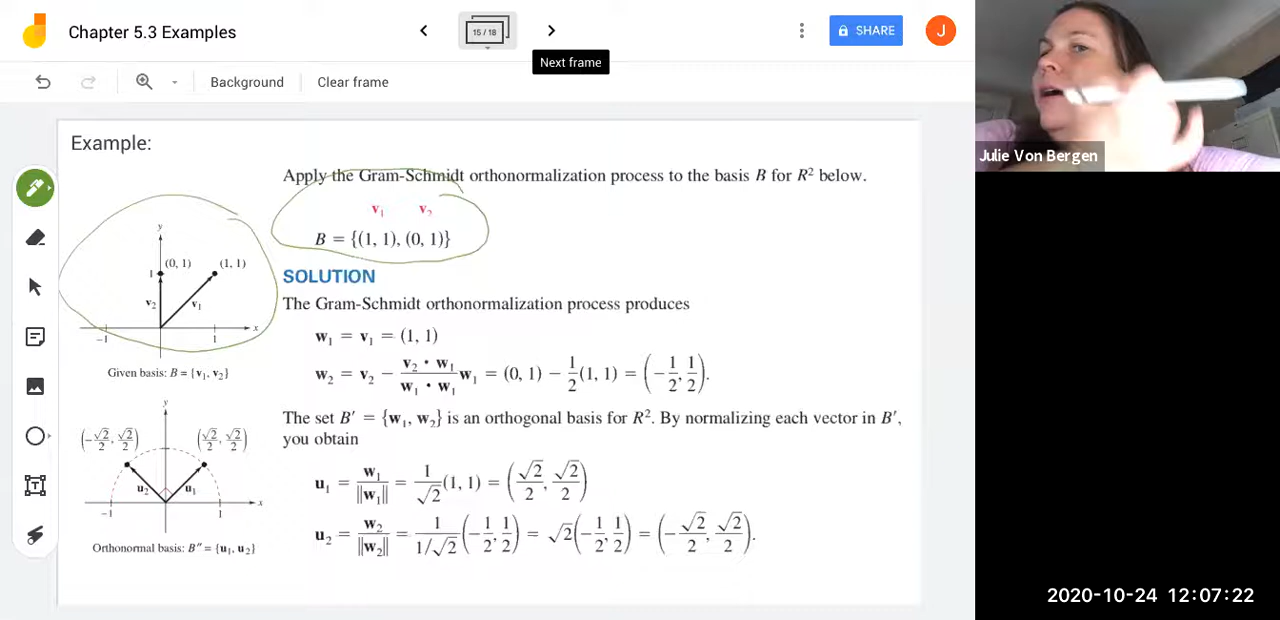 Chapter 5.3 Examples
15 / 18
SHARE
J
Next frame
Background
Clear frame
Julie Von Bergen
Example:
Apply the Gram-Schmidt orthonormalization process to the basis B for R² below.
v₁ v₂
B = {(1, 1), (0, 1)}
y
(0, 1) (1, 1)
1
v₂ v₁
x
−1 1
Given basis: B = {v₁, v₂}
SOLUTION
The Gram-Schmidt orthonormalization process produces
w₁ = v₁ = (1, 1)
w₂ = v₂ − (v₂ • w₁)/(w₁ • w₁) w₁ = (0, 1) − 1/2(1, 1) = (−1/2, 1/2).
The set B′ = {w₁, w₂} is an orthogonal basis for R². By normalizing each vector in B′,
you obtain
u₁ = w₁/‖w₁‖ = 1/√2 (1, 1) = (√2/2, √2/2)
u₂ = w₂/‖w₂‖ = 1/(1/√2) (−1/2, 1/2) = √2(−1/2, 1/2) = (−√2/2, √2/2).
y
(−√2/2, √2/2) (√2/2, √2/2)
u₂ u₁
x
−1 1
Orthonormal basis: B″ = {u₁, u₂}
2020-10-24 12:07:22